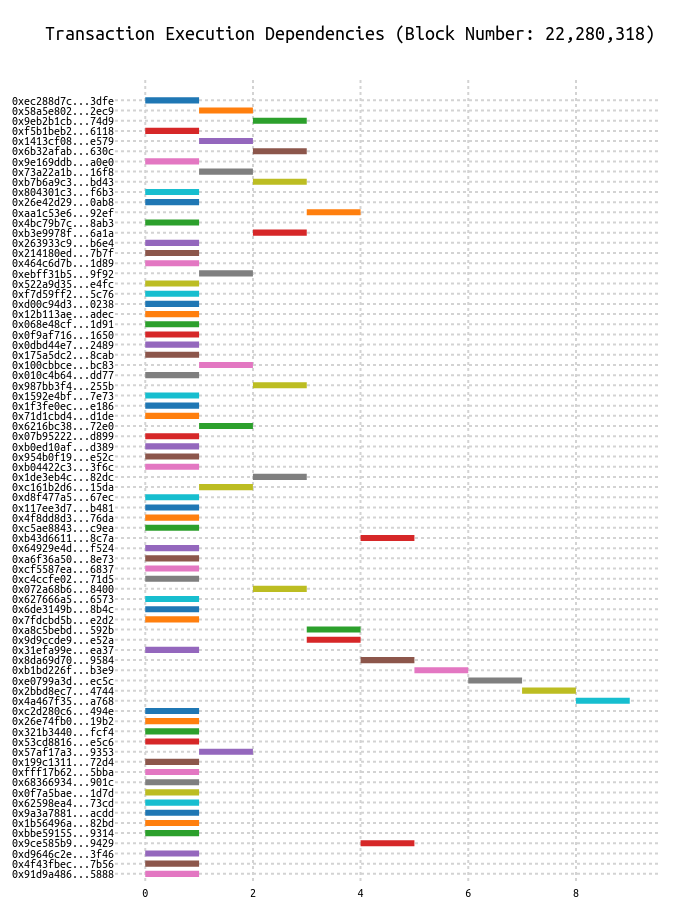 Transaction Execution Dependencies (Block Number: 22,280,318)
0xec288d7c...3dfe
0x58a5e802...2ec9
0x9eb2b1cb...74d9
0xf5b1beb2...6118
0x1413cf08...e579
0x6b32afab...630c
0x9e169ddb...a0e0
0x73a22a1b...16f8
0xb7b6a9c3...bd43
0x804301c3...f6b3
0x26e42d29...0ab8
0xaa1c53e6...92ef
0x4bc79b7c...8ab3
0xb3e9978f...6a1a
0x263933c9...b6e4
0x214180ed...7b7f
0x464c6d7b...1d89
0xebff31b5...9f92
0x522a9d35...e4fc
0xf7d59ff2...5c76
0xd00c94d3...0238
0x12b113ae...adec
0x068e48cf...1d91
0x0f9af716...1650
0x0dbd44e7...2489
0x175a5dc2...8cab
0x100cbbce...bc83
0x010c4b64...dd77
0x987bb3f4...255b
0x1592e4bf...7e73
0x1f3fe0ec...e186
0x71d1cbd4...d1de
0x6216bc38...72e0
0x07b95222...d899
0xb0ed10af...d389
0x954b0f19...e52c
0xb04422c3...3f6c
0x1de3eb4c...82dc
0xc161b2d6...15da
0xd8f477a5...67ec
0x117ee3d7...b481
0x4f8dd8d3...76da
0xc5ae8843...c9ea
0xb43d6611...8c7a
0x64929e4d...f524
0xa6f36a50...8e73
0xcf5587ea...6837
0xc4ccfe02...71d5
0x072a68b6...8400
0x627666a5...6573
0x6de3149b...8b4c
0x7fdcbd5b...e2d2
0xa8c5bebd...592b
0x9d9ccde9...e52a
0x31efa99e...ea37
0x8da69d70...9584
0xb1bd226f...b3e9
0xe0799a3d...ec5c
0x2bbd8ec7...4744
0x4a467f35...a768
0xc2d280c6...494e
0x26e74fb0...19b2
0x321b3440...fcf4
0x53cd8816...e5c6
0x57af17a3...9353
0x199c1311...72d4
0xfff17b62...5bba
0x68366934...901c
0x0f7a5bae...1d7d
0x62598ea4...73cd
0x9a3a7881...acdd
0x1b56496a...82bd
0xbbe59155...9314
0x9ce585b9...9429
0xd9646c2e...3f46
0x4f43fbec...7b56
0x91d9a486...5888
0 2 4 6 8